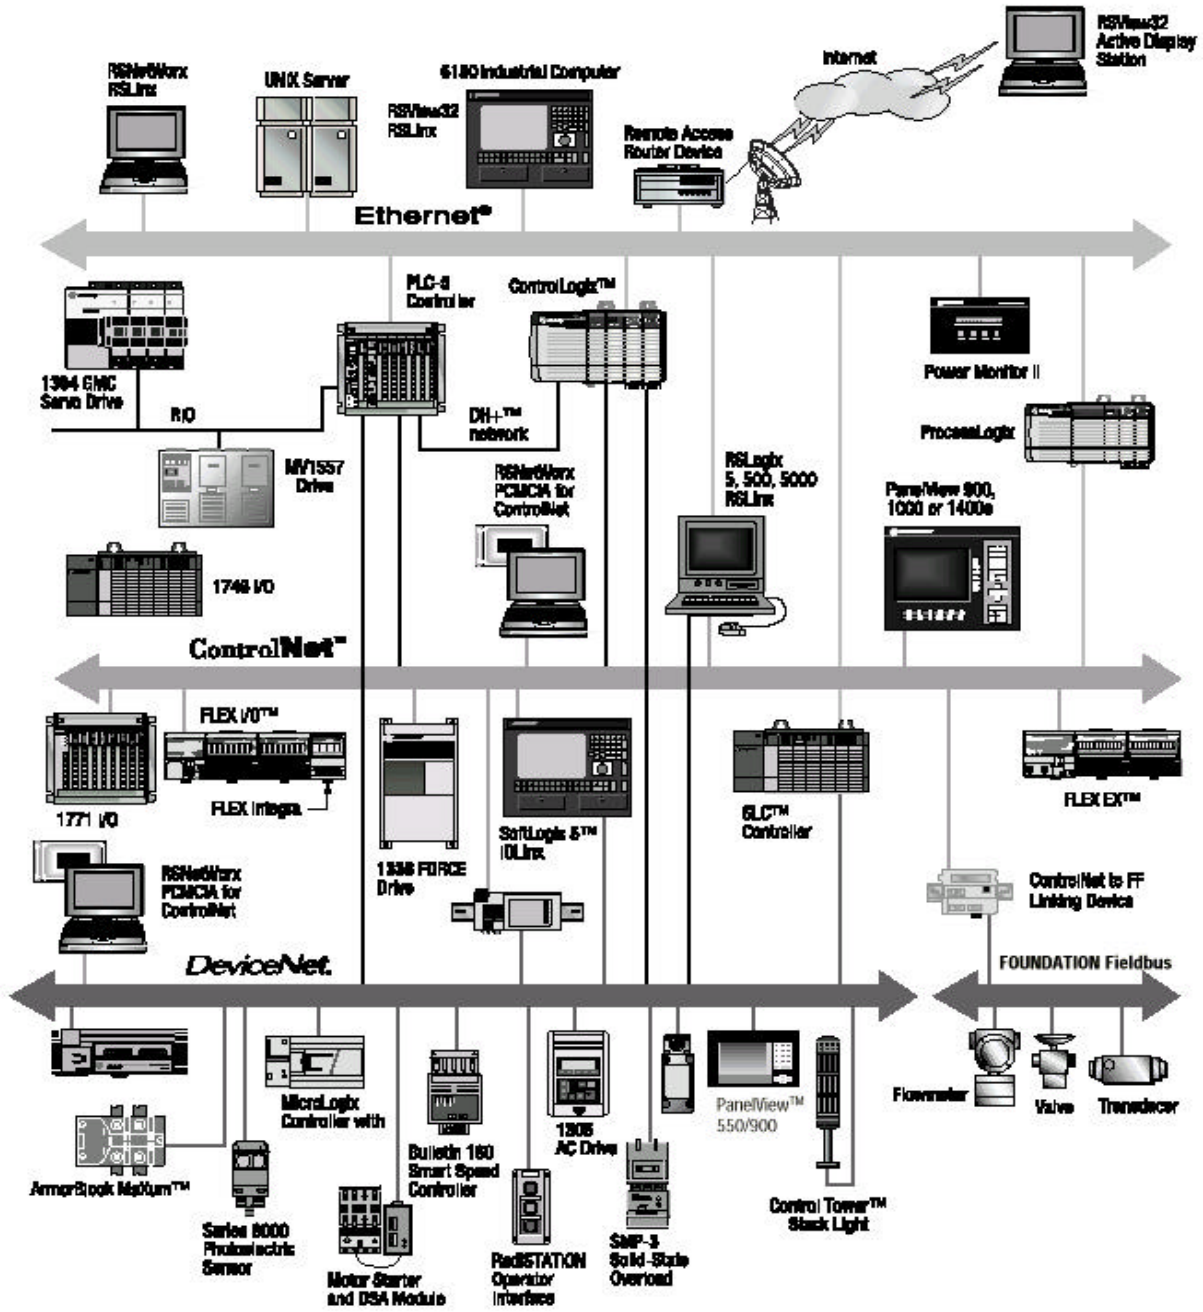 RSView32
Active Display
Station
Internet
RSNetWorx
RSLinx
UNIX Server
6180 Industrial Computer
RSView32
RSLinx
Remote Access
Router Device
Ethernet®
PLC-5
Controller
ControlLogix™
1394 GMC
Servo Drive
RIO
DH+™
network
Power Monitor II
ProcessLogix
MV1557
Drive
RSNetWorx
PCMCIA for
ControlNet
RSLogix
5, 500, 5000
RSLinx
PanelView 900,
1000 or 1400e
1746 I/O
ControlNet™
FLEX I/O™
FLEX Integra
1771 I/O
SoftLogix 5™
IOLinx
SLC™
Controller
FLEX EX™
1336 FORCE
Drive
RSNetWorx
PCMCIA for
ControlNet
ControlNet to FF
Linking Device
DeviceNet.
FOUNDATION Fieldbus
MicroLogix
Controller with
PanelView™
550/900
Flowmeter
Valve
Transducer
1305
AC Drive
Bulletin 160
Smart Speed
Controller
ArmorBlock MaXum™
Series 9000
Photoelectric
Sensor
Control Tower™
Stack Light
SMP-3
Solid-State
Overload
RediSTATION
Operator
Interface
Motor Starter
and DSA Module